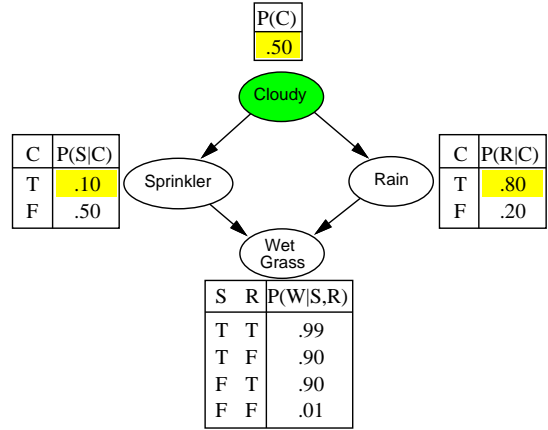 P(C)
.50
Cloudy
C P(S|C)
T .10
F .50
Sprinkler
Rain
C P(R|C)
T .80
F .20
Wet
Grass
S R P(W|S,R)
T T .99
T F .90
F T .90
F F .01